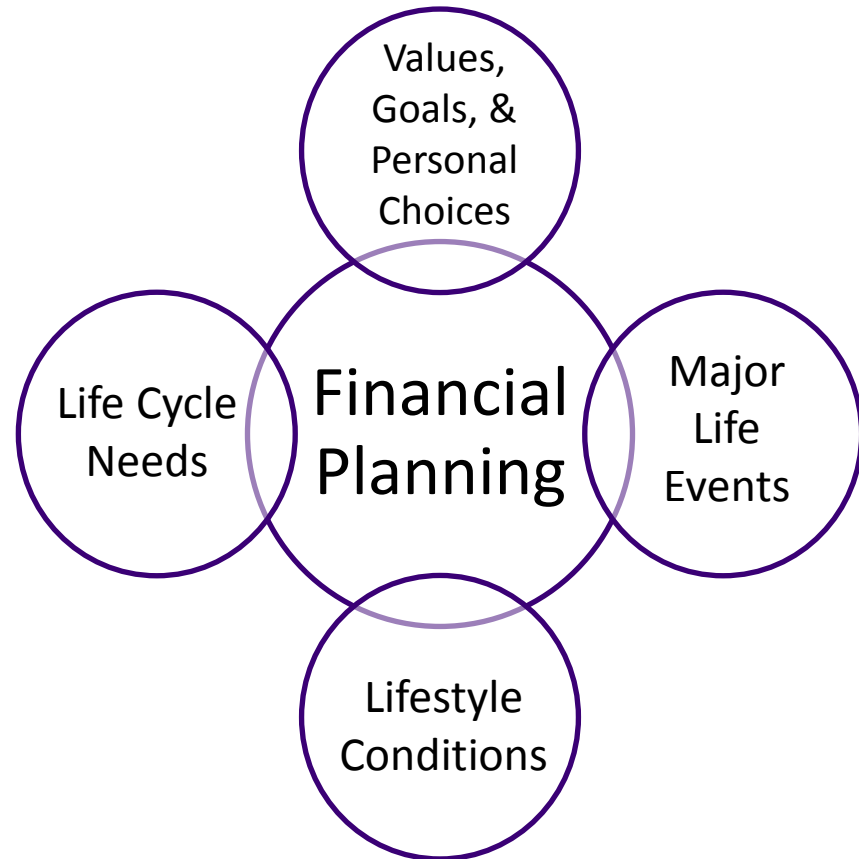 Values,
Goals, &
Personal
Choices
Life Cycle
Needs
Financial
Planning
Major
Life
Events
Lifestyle
Conditions